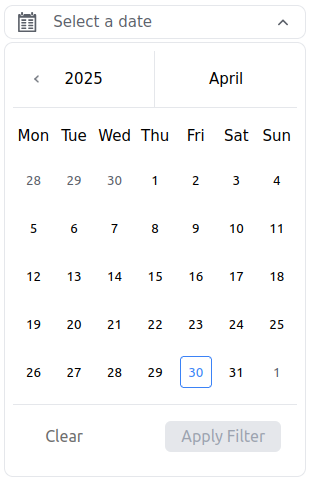 Select a date
2025 April
Mon Tue Wed Thu Fri Sat Sun
28 29 30 1 2 3 4
5 6 7 8 9 10 11
12 13 14 15 16 17 18
19 20 21 22 23 24 25
26 27 28 29 30 31 1
Clear Apply Filter